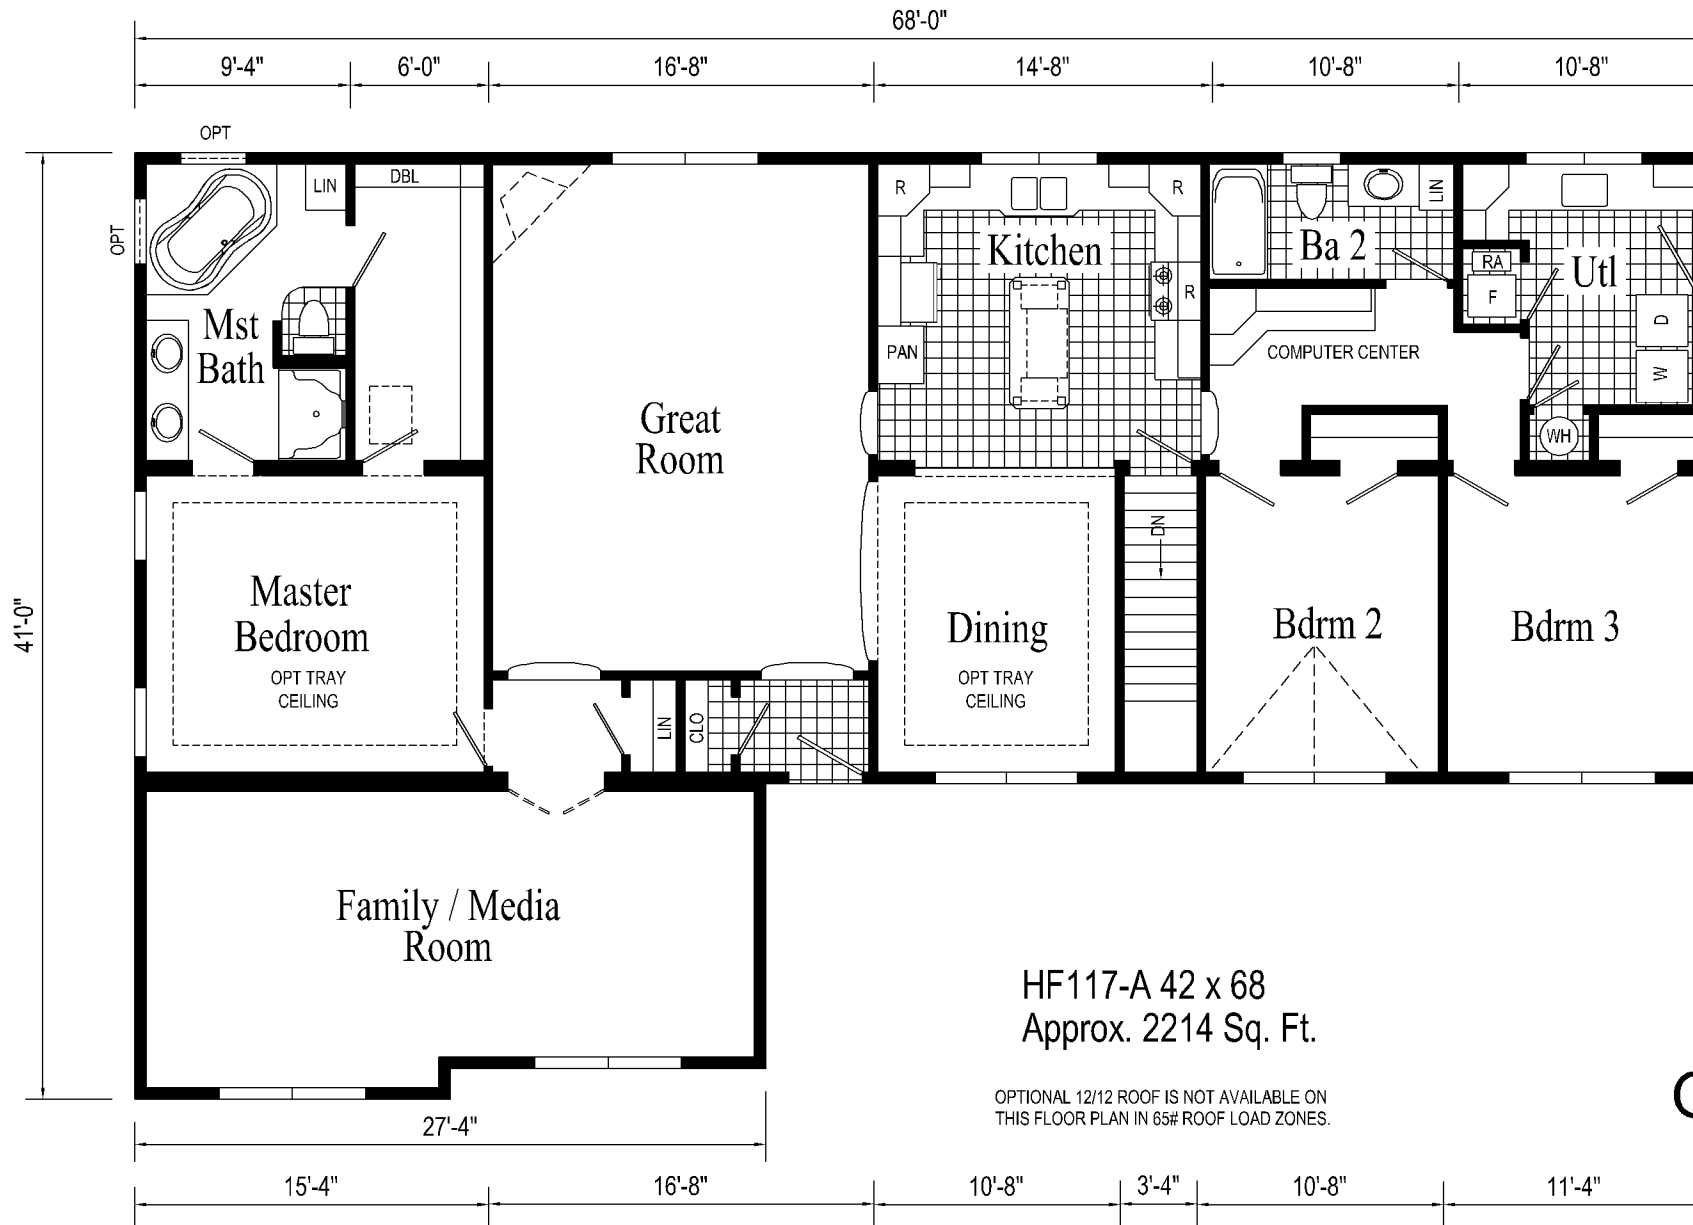 68'-0"
9'-4"
6'-0"
16'-8"
14'-8"
10'-8"
10'-8"
OPT
OPT
LIN
DBL
R
R
LIN
Kitchen
Ba 2
Utl
RA
F
R
Mst
Bath
PAN
COMPUTER CENTER
D
W
Great
Room
WH
DN
Master
Bedroom
OPT TRAY
CEILING
Dining
OPT TRAY
CEILING
Bdrm 2
Bdrm 3
41'-0"
LIN
CLO
Family / Media
Room
HF117-A 42 x 68
Approx. 2214 Sq. Ft.
OPTIONAL 12/12 ROOF IS NOT AVAILABLE ON
THIS FLOOR PLAN IN 65# ROOF LOAD ZONES.
27'-4"
15'-4"
16'-8"
10'-8"
3'-4"
10'-8"
11'-4"